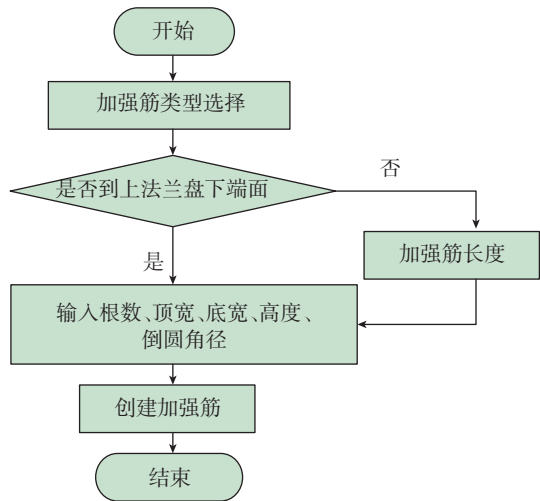 开始
加强筋类型选择
是否到上法兰盘下端面
否
加强筋长度
是
输入根数、顶宽、底宽、高度、
倒圆角径
创建加强筋
结束